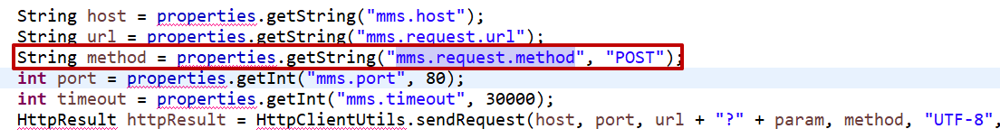 String host = properties.getString("mms.host");
String url = properties.getString("mms.request.url");
String method = properties.getString("mms.request.method", "POST");
int port = properties.getInt("mms.port", 80);
int timeout = properties.getInt("mms.timeout", 30000);
HttpResult httpResult = HttpClientUtils.sendRequest(host, port, url + "?" + param, method, "UTF-8",